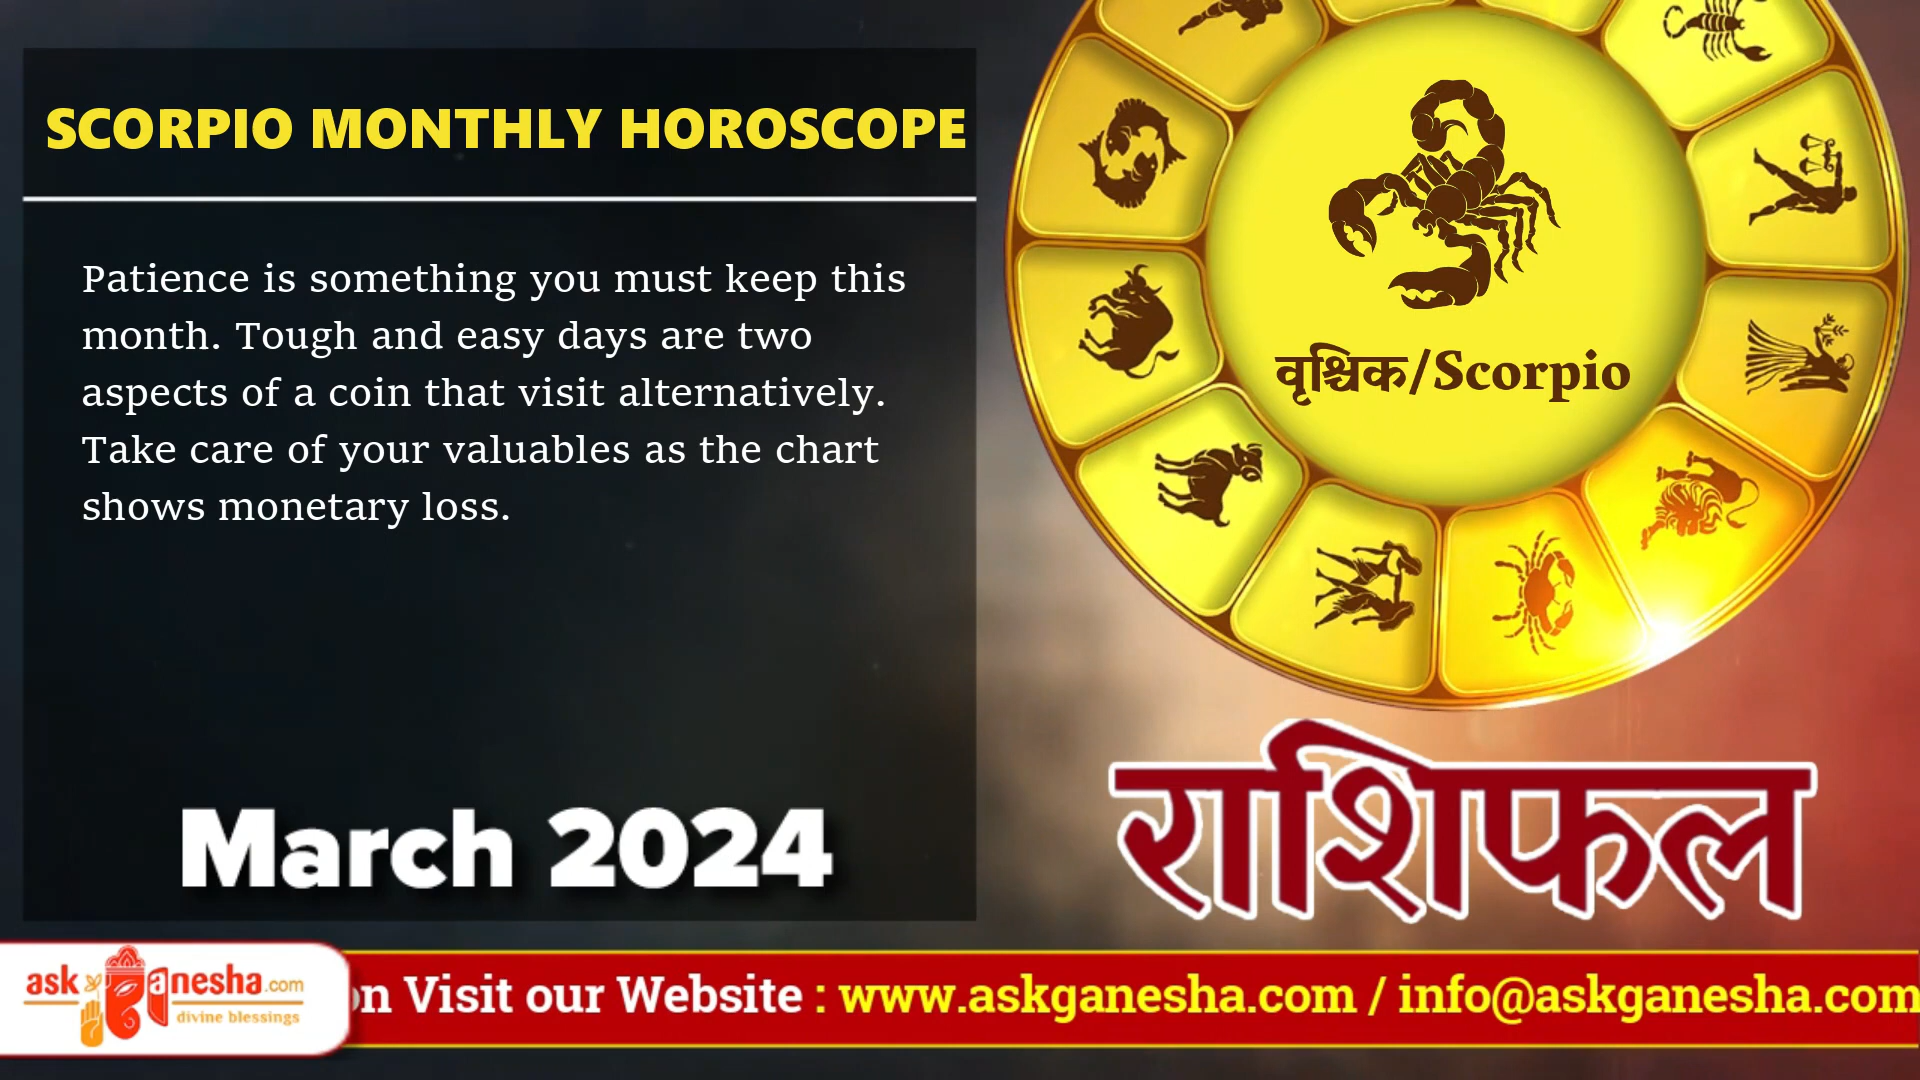 SCORPIO MONTHLY HOROSCOPE
Patience is something you must keep this
month. Tough and easy days are two
aspects of a coin that visit alternatively.
Take care of your valuables as the chart
shows monetary loss.
March 2024
वृश्चिक/Scorpio
राशिफल
ask ganesha.com
divine blessings
on Visit our Website : www.askganesha.com / info@askganesha.com